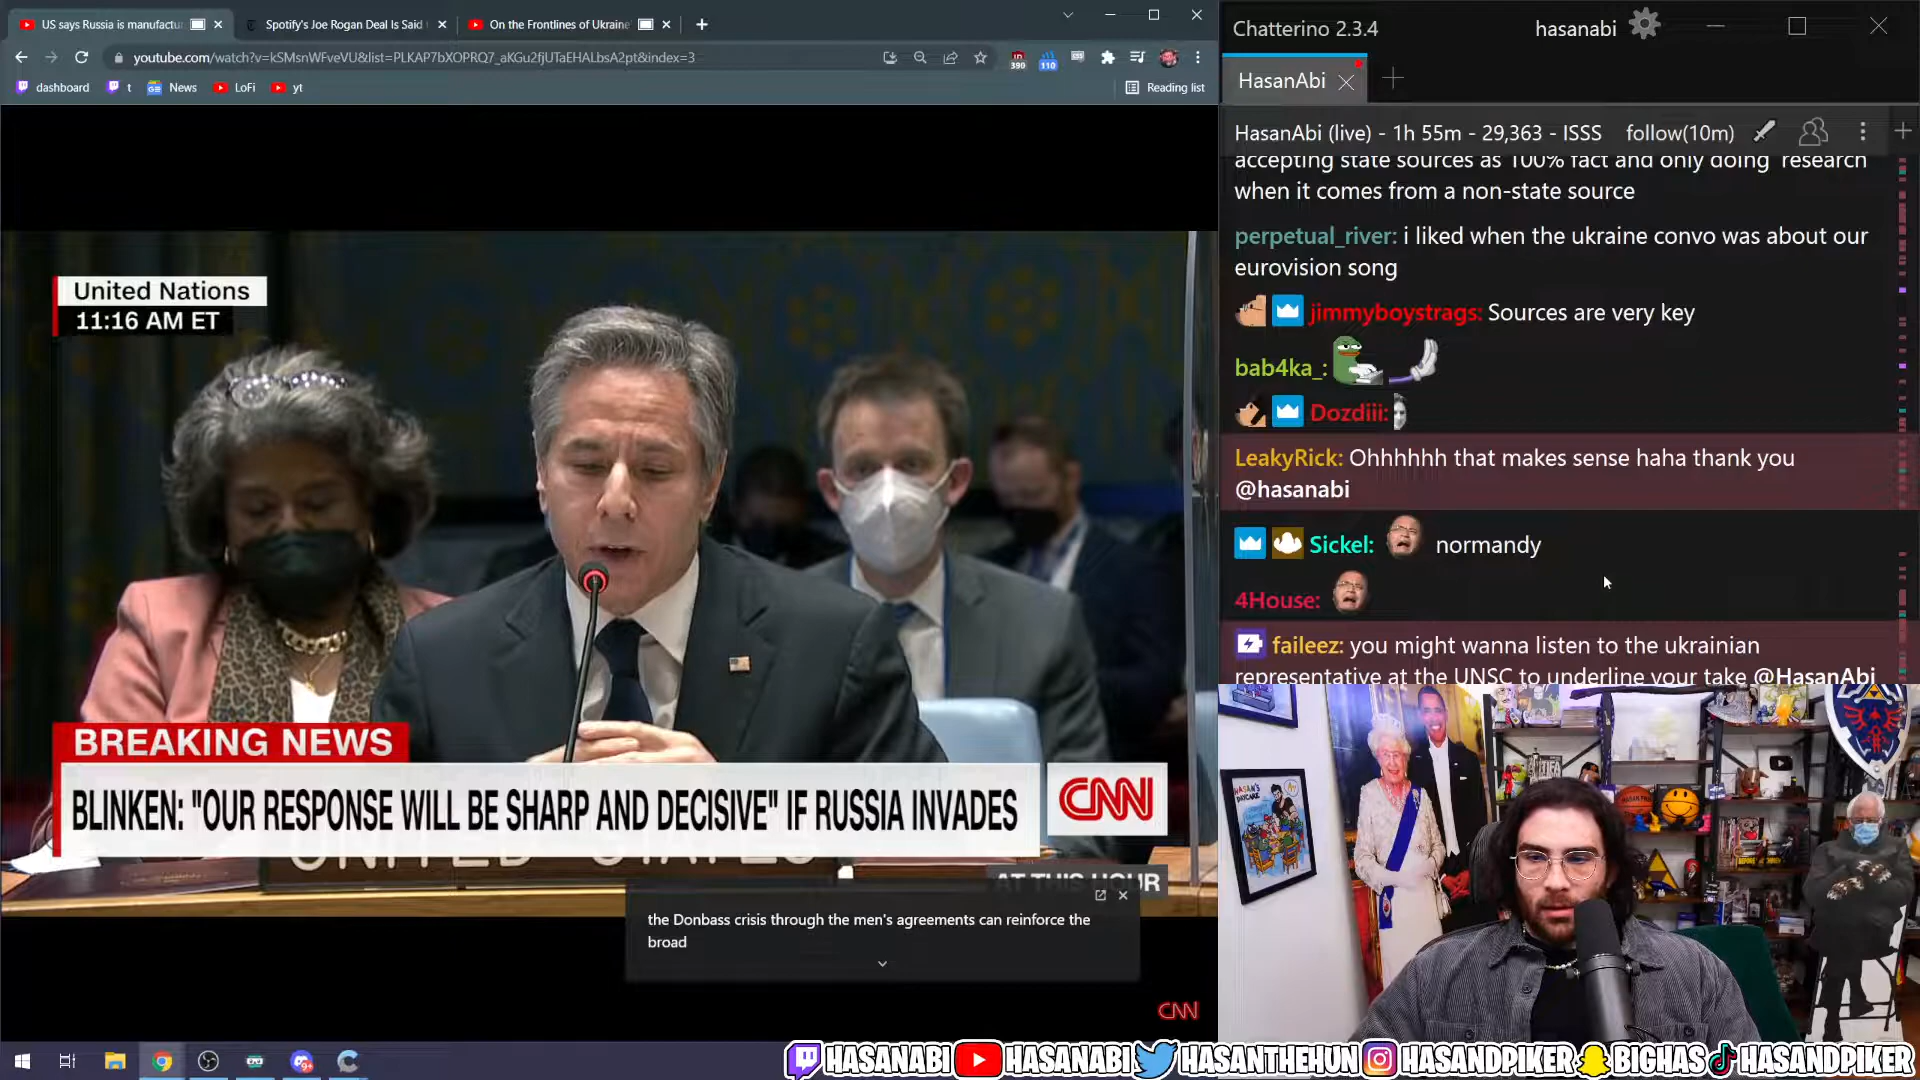 US says Russia is manufactu
Spotify's Joe Rogan Deal Is Said
On the Frontlines of Ukraine
youtube.com/watch?v=kSMsnWFveVU&list=PLKAP7bXOPRQ7_aKGu2fjUTaEHALbsA2pt&index=3
390
110
dashboard
t
News
LoFi
yt
Reading list
United Nations
11:16 AM ET
BREAKING NEWS
BLINKEN: "OUR RESPONSE WILL BE SHARP AND DECISIVE" IF RUSSIA INVADES
CNN
UNITED STATES
AT THIS HOUR
the Donbass crisis through the men's agreements can reinforce the
broad
CNN
Chatterino 2.3.4
hasanabi
HasanAbi
HasanAbi (live) - 1h 55m - 29,363 - ISSS
follow(10m)
accepting state sources as 100% fact and only doing research
when it comes from a non-state source
perpetual_river: i liked when the ukraine convo was about our
eurovision song
jimmyboystrags: Sources are very key
bab4ka_:
Dozdiii:
LeakyRick: Ohhhhhh that makes sense haha thank you
@hasanabi
Sickel: normandy
4House:
faileez: you might wanna listen to the ukrainian
representative at the UNSC to underline your take @HasanAbi
HASANABI
HASANABI
HASANTHEHUN
HASANDPIKER
BIGHAS
HASANDPIKER